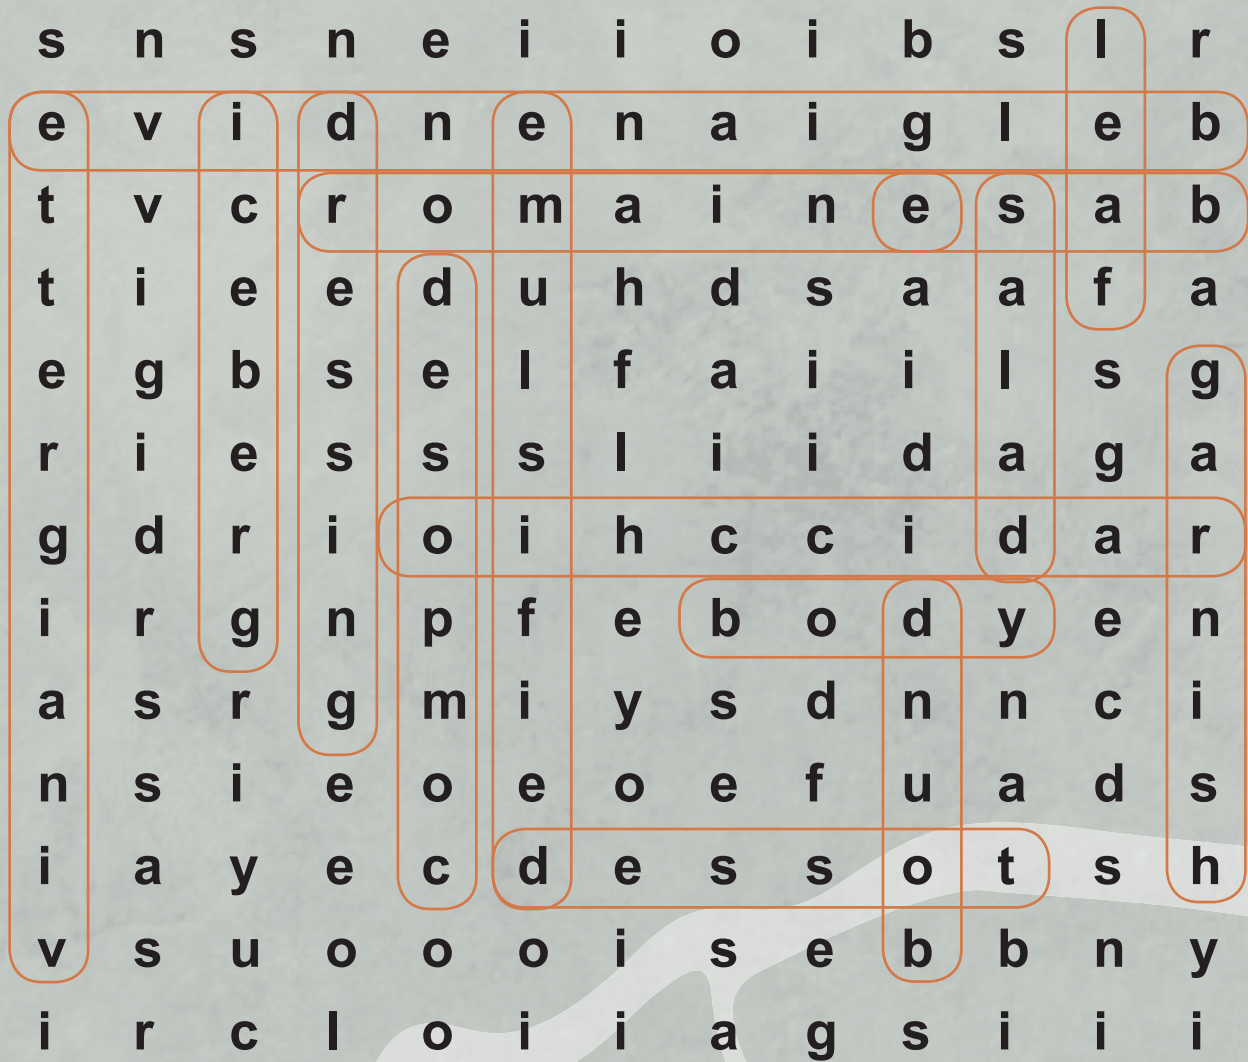 s n s n e i i o i b s l r
e v i d n e n a i g l e b
t v c r o m a i n e s a b
t i e e d u h d s a a f a
e g b s e l f a i i l s g
r i e s s s l i i d a g a
g d r i o i h c c i d a r
i r g n p f e b o d y e n
a s r g m i y s d n n c i
n s i e o e o e f u a d s
i a y e c d e s s o t s h
v s u o o o i s e b b n y
i r c l o i i a g s i i i